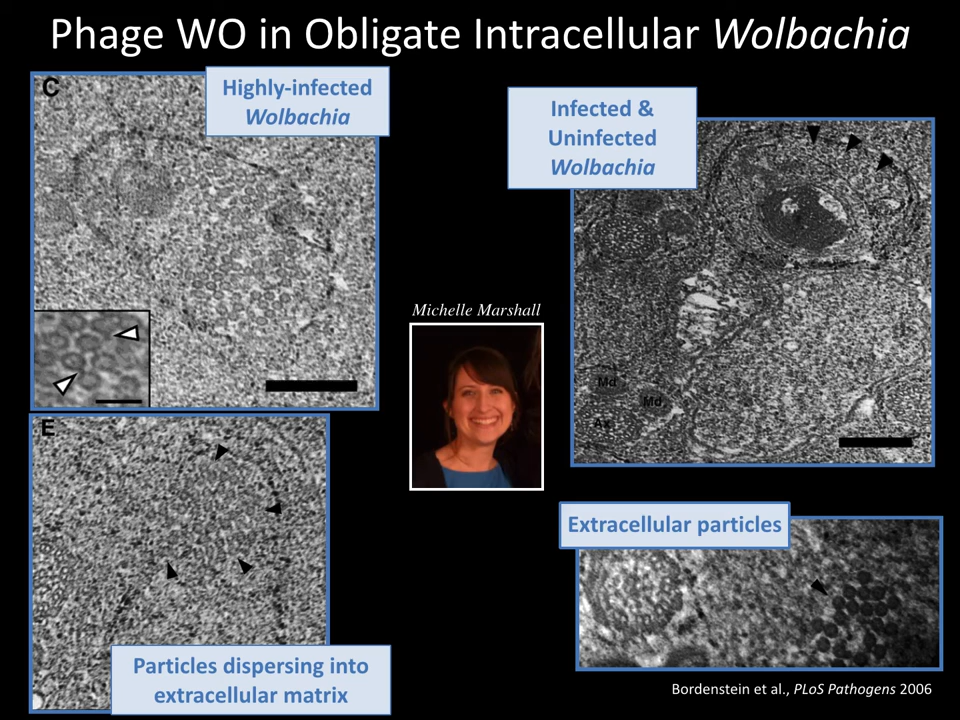 Phage WO in Obligate Intracellular Wolbachia
C
Highly-infected
Wolbachia
Infected &
Uninfected
Wolbachia
Michelle Marshall
Md
Md
Ax
E
Extracellular particles
Particles dispersing into
extracellular matrix
Bordenstein et al., PLoS Pathogens 2006